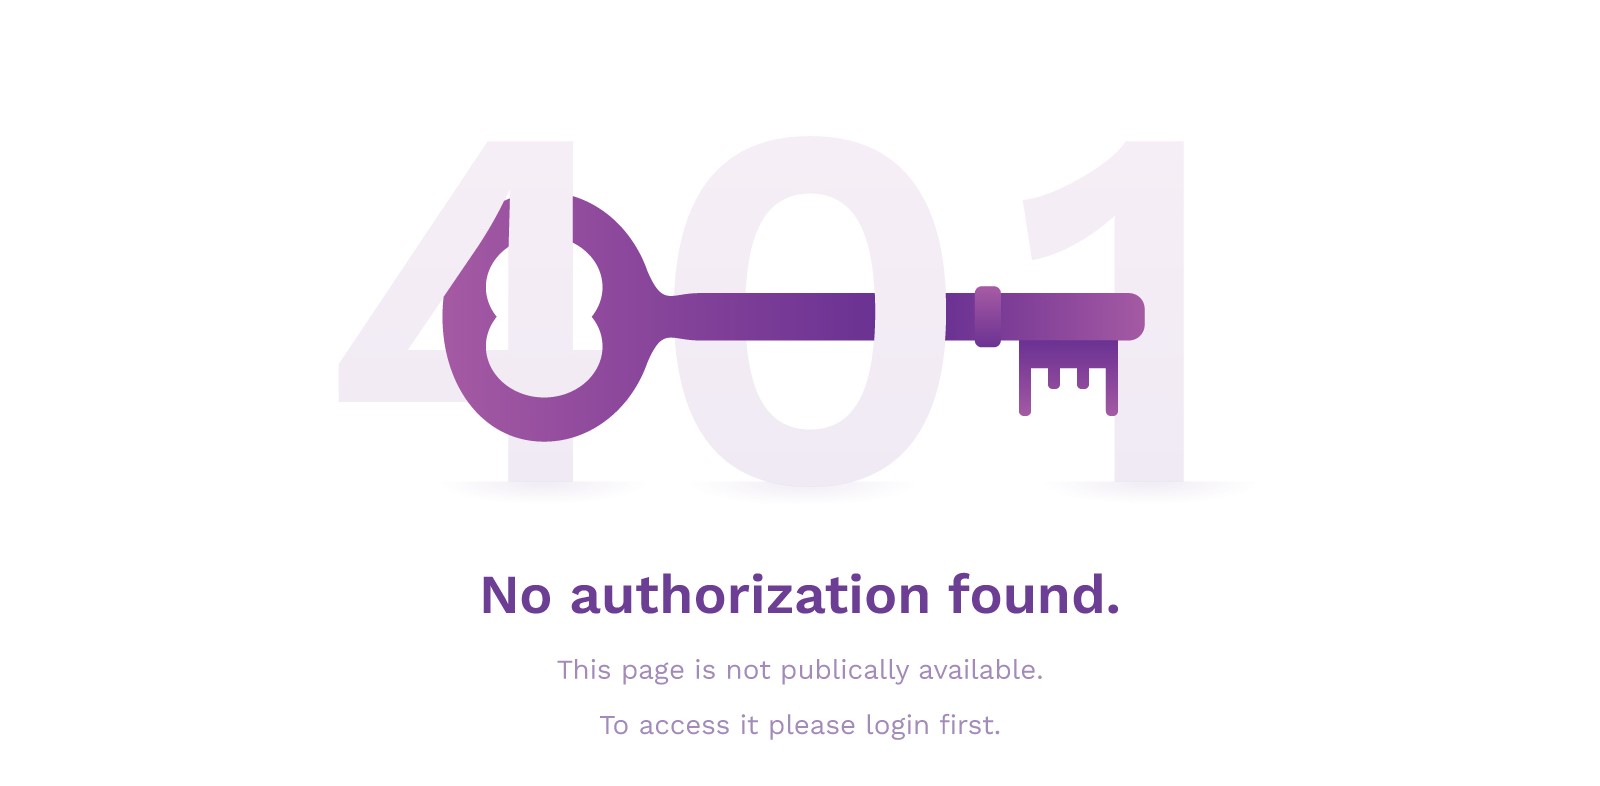 401
No authorization found.
This page is not publically available.
To access it please login first.